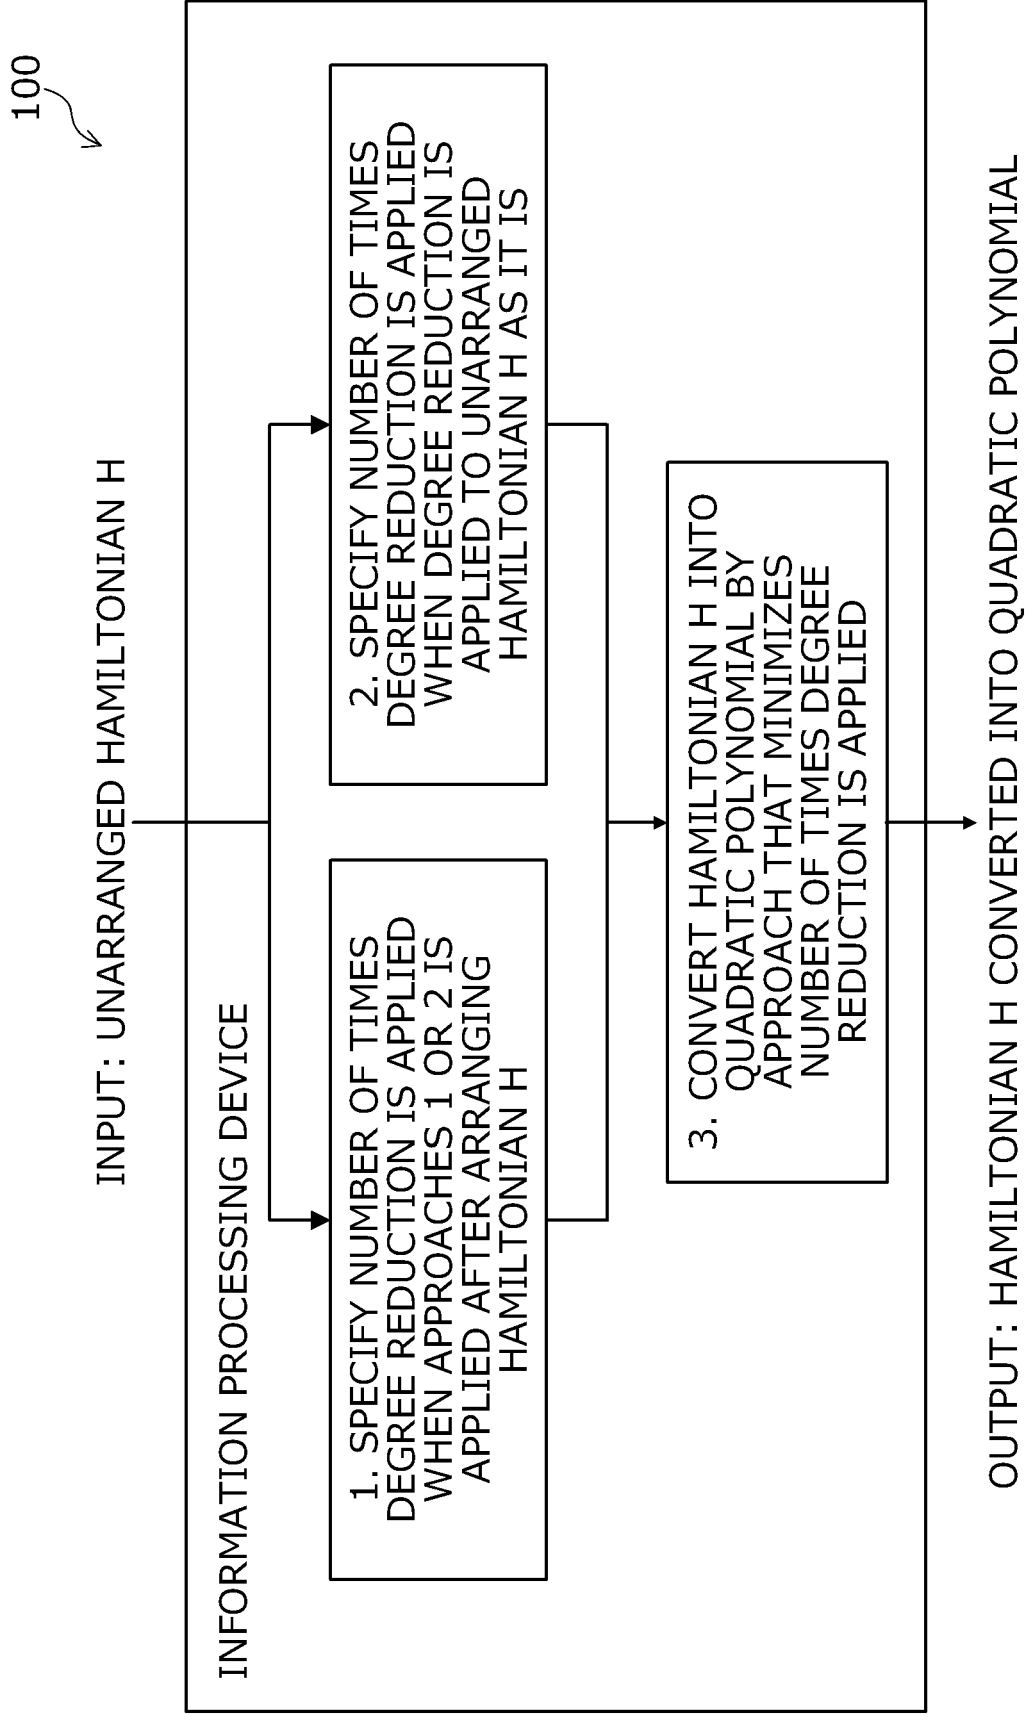 100
INPUT: UNARRANGED HAMILTONIAN H
INFORMATION PROCESSING DEVICE
1. SPECIFY NUMBER OF TIMES
DEGREE REDUCTION IS APPLIED
WHEN APPROACHES 1 OR 2 IS
APPLIED AFTER ARRANGING
HAMILTONIAN H
2. SPECIFY NUMBER OF TIMES
DEGREE REDUCTION IS APPLIED
WHEN DEGREE REDUCTION IS
APPLIED TO UNARRANGED
HAMILTONIAN H AS IT IS
3. CONVERT HAMILTONIAN H INTO
QUADRATIC POLYNOMIAL BY
APPROACH THAT MINIMIZES
NUMBER OF TIMES DEGREE
REDUCTION IS APPLIED
OUTPUT: HAMILTONIAN H CONVERTED INTO QUADRATIC POLYNOMIAL